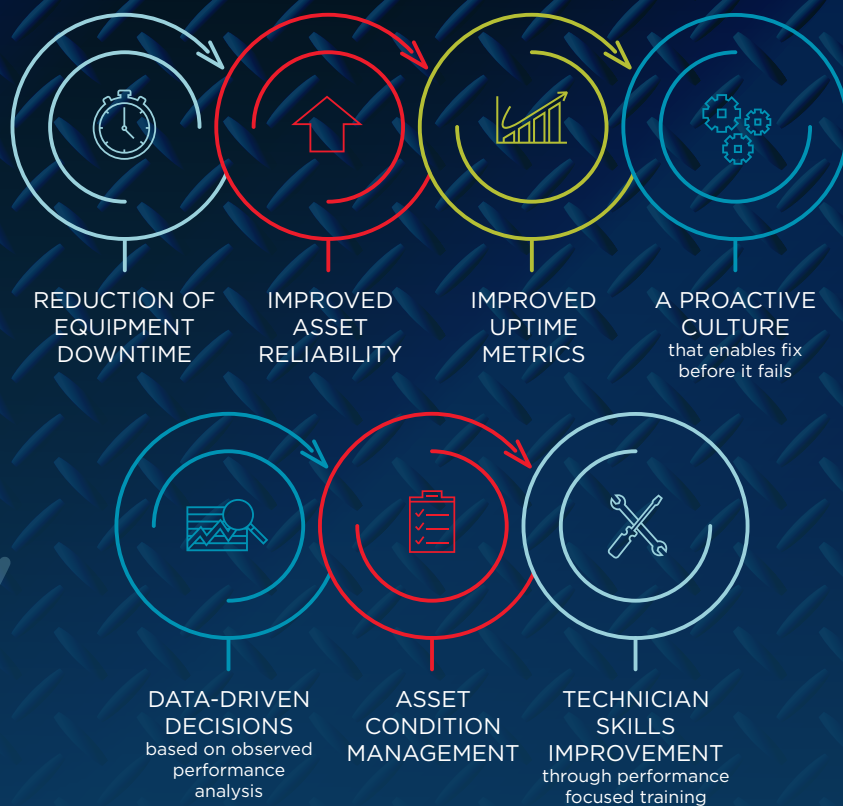 REDUCTION OF
EQUIPMENT
DOWNTIME
IMPROVED
ASSET
RELIABILITY
IMPROVED
UPTIME
METRICS
A PROACTIVE
CULTURE
that enables fix
before it fails
DATA-DRIVEN
DECISIONS
based on observed
performance
analysis
ASSET
CONDITION
MANAGEMENT
TECHNICIAN
SKILLS
IMPROVEMENT
through performance
focused training